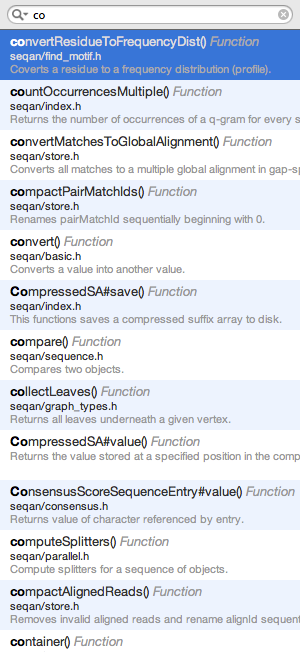 co
convertResidueToFrequencyDist() Function
seqan/find_motif.h
Coverts a residue to a frequency distribution (profile).
countOccurrencesMultiple() Function
seqan/index.h
Returns the number of occurrences of a q-gram for every s
convertMatchesToGlobalAlignment() Function
seqan/store.h
Converts all matches to a multiple global alignment in gap-sp
compactPairMatchIds() Function
seqan/store.h
Renames pairMatchId sequentially beginning with 0.
convert() Function
seqan/basic.h
Converts a value into another value.
CompressedSA#save() Function
seqan/index.h
This functions saves a compressed suffix array to disk.
compare() Function
seqan/sequence.h
Compares two objects.
collectLeaves() Function
seqan/graph_types.h
Returns all leaves underneath a given vertex.
CompressedSA#value() Function
Returns the value stored at a specified position in the comp
ConsensusScoreSequenceEntry#value() Function
seqan/consensus.h
Returns value of character referenced by entry.
computeSplitters() Function
seqan/parallel.h
Compute splitters for a sequence of objects.
compactAlignedReads() Function
seqan/store.h
Removes invalid aligned reads and rename alignId sequent
container() Function